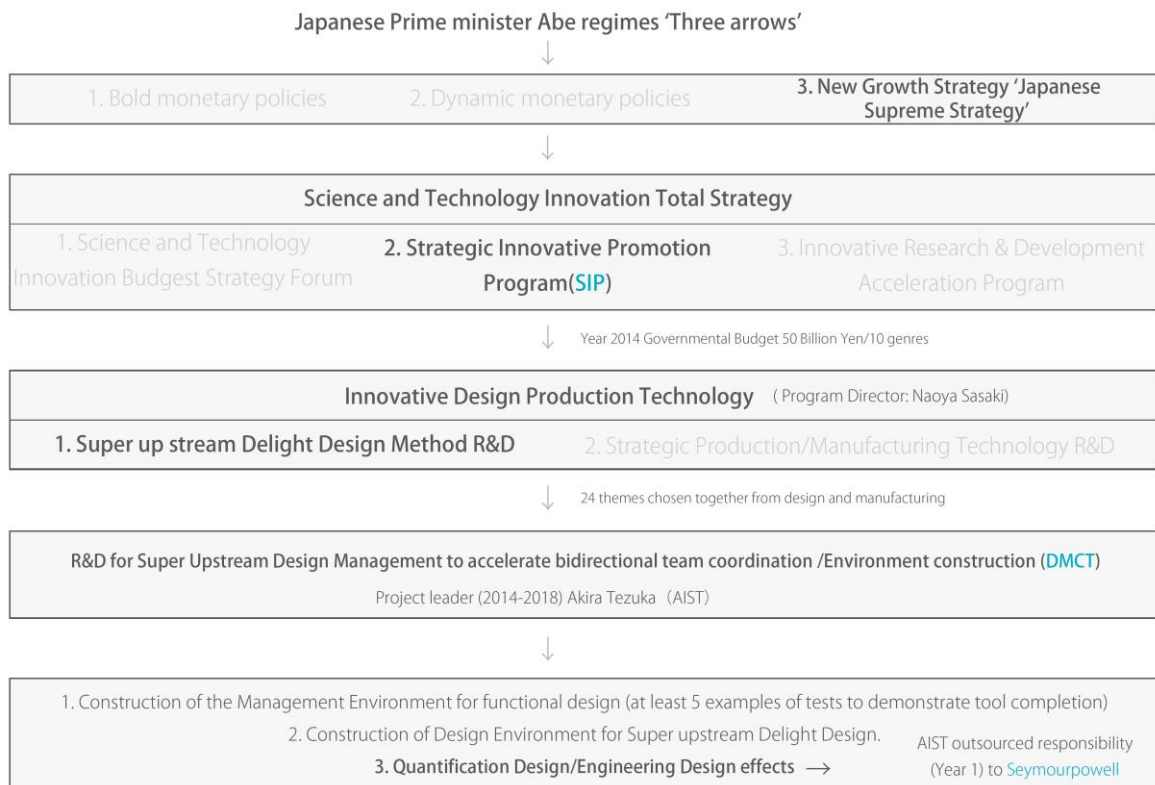 Japanese Prime minister Abe regimes ‘Three arrows’
↓
1. Bold monetary policies
2. Dynamic monetary policies
3. New Growth Strategy ‘Japanese
Supreme Strategy’
↓
Science and Technology Innovation Total Strategy
1. Science and Technology
Innovation Budgest Strategy Forum
2. Strategic Innovative Promotion
Program(SIP)
3. Innovative Research & Development
Acceleration Program
↓
Year 2014 Governmental Budget 50 Billion Yen/10 genres
Innovative Design Production Technology ( Program Director: Naoya Sasaki)
1. Super up stream Delight Design Method R&D
2. Strategic Production/Manufacturing Technology R&D
↓
24 themes chosen together from design and manufacturing
R&D for Super Upstream Design Management to accelerate bidirectional team coordination /Environment construction (DMCT)
Project leader (2014-2018) Akira Tezuka（AIST）
↓
1. Construction of the Management Environment for functional design (at least 5 examples of tests to demonstrate tool completion)
2. Construction of Design Environment for Super upstream Delight Design.
3. Quantification Design/Engineering Design effects →
AIST outsourced responsibility
(Year 1) to Seymourpowell